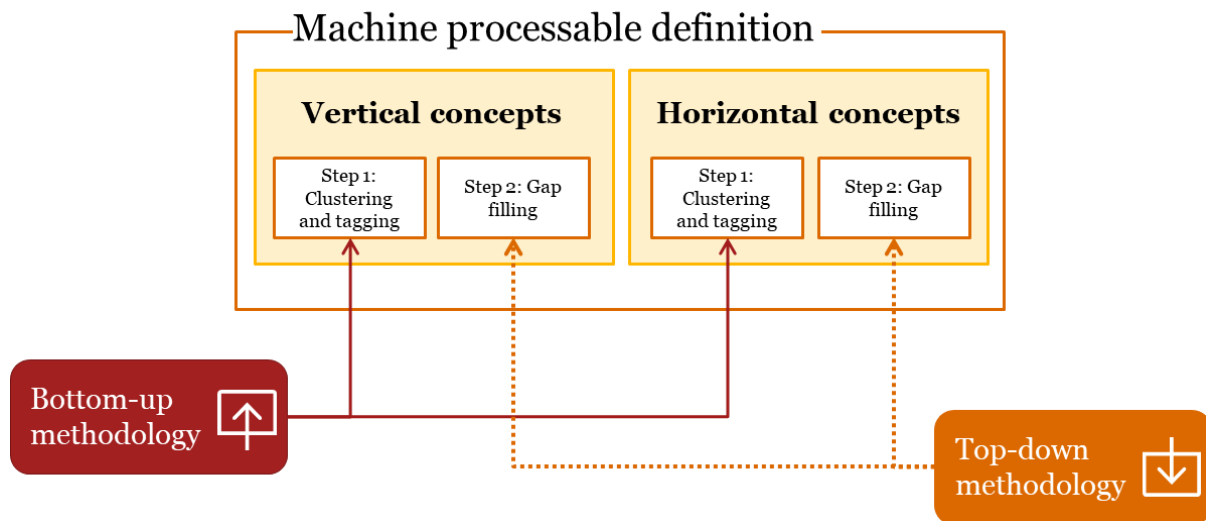 Machine processable definition
Vertical concepts
Step 1:
Clustering
and tagging
Step 2: Gap
filling
Horizontal concepts
Step 1:
Clustering
and tagging
Step 2: Gap
filling
Bottom-up
methodology
Top-down
methodology